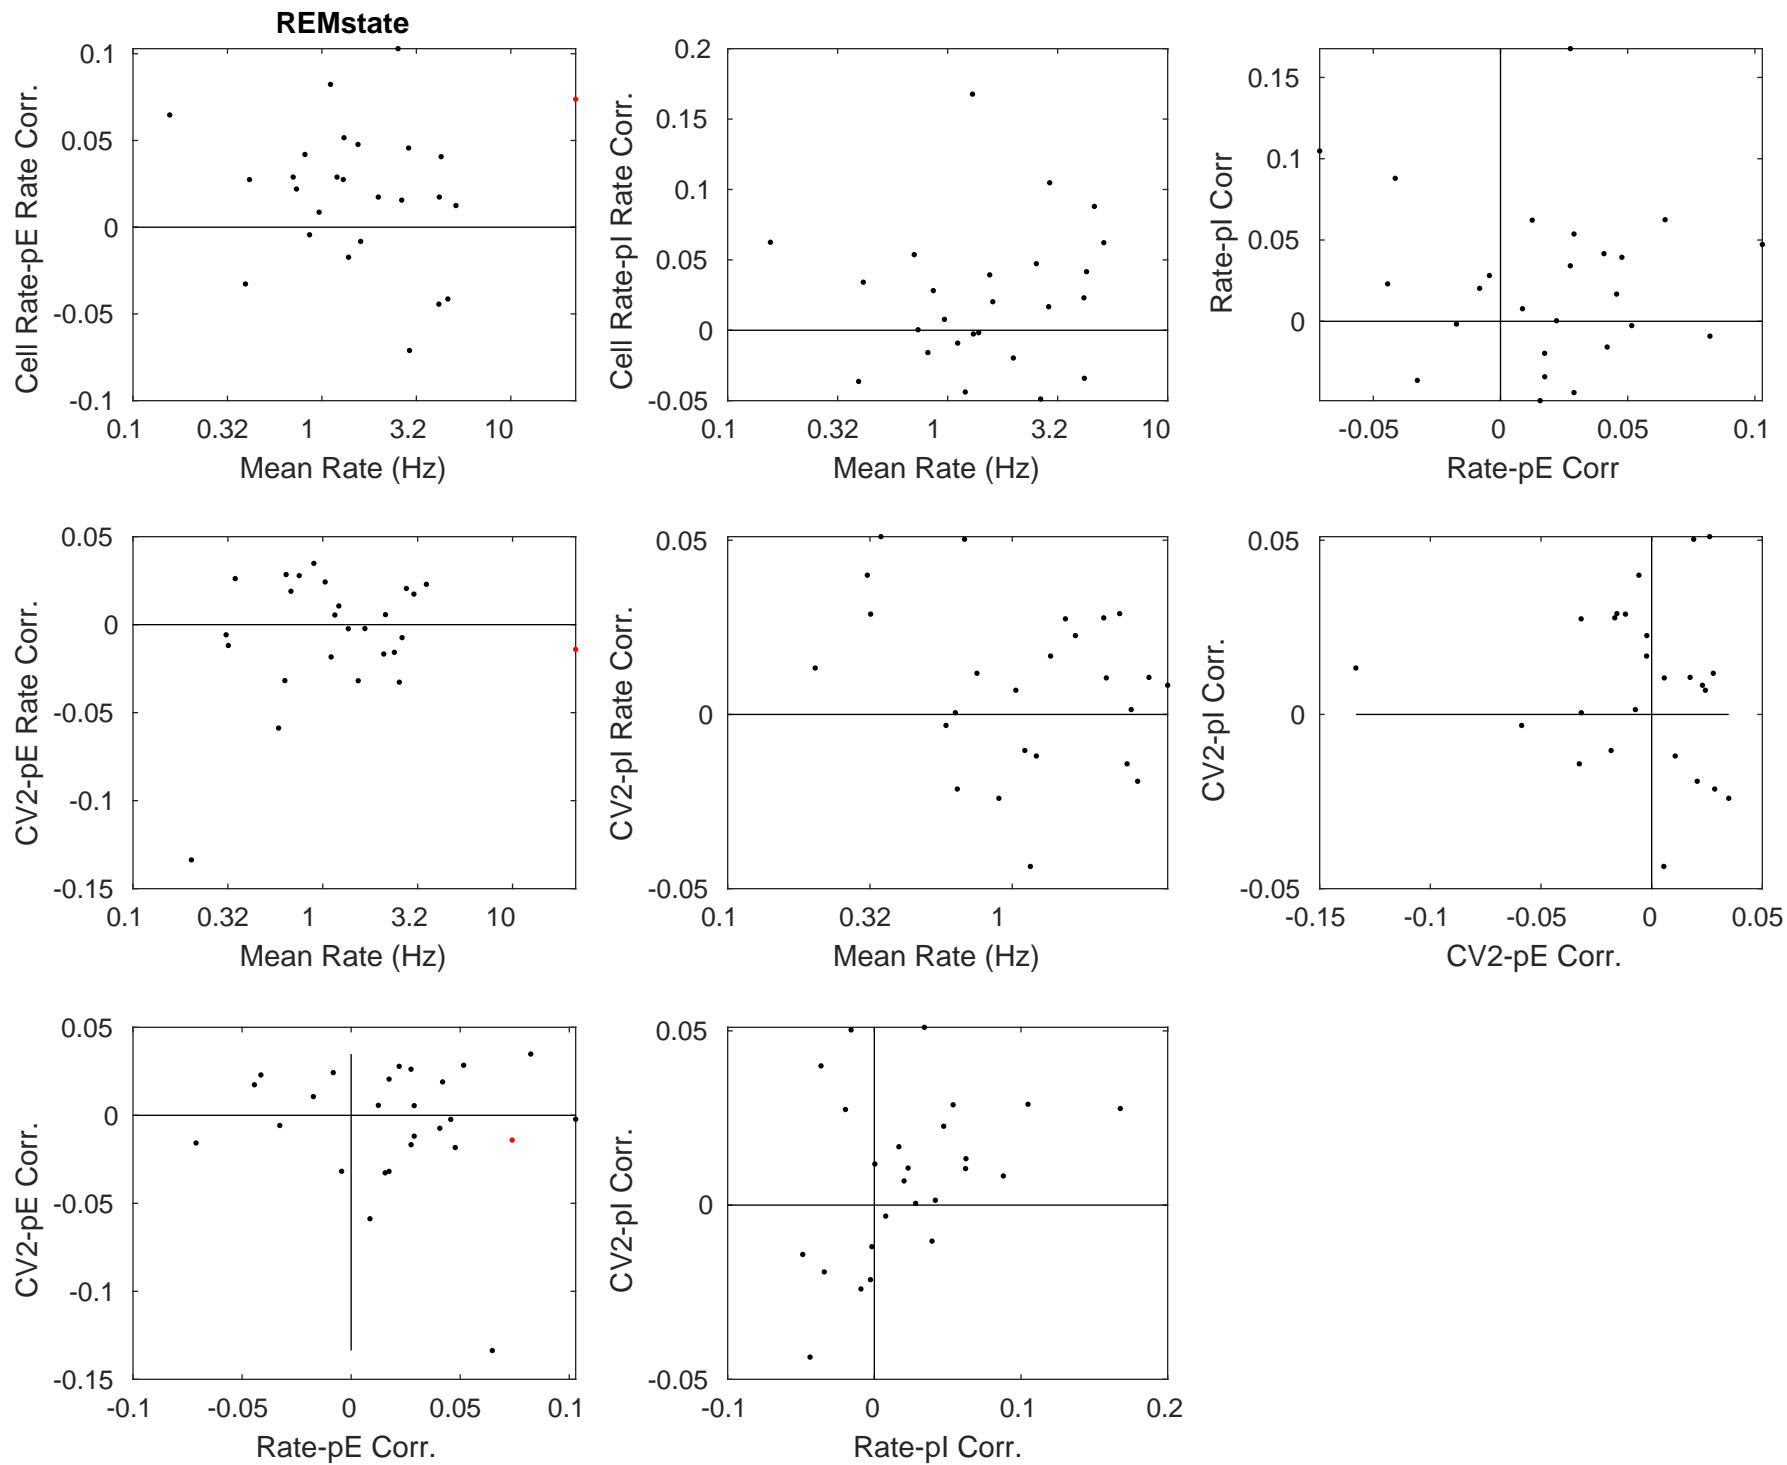 REMstate
0.1
0.05
0
-0.05
-0.1
Cell Rate-pE Rate Corr.
0.1 0.32 1 3.2 10
Mean Rate (Hz)
0.2
0.15
0.1
0.05
0
-0.05
Cell Rate-pI Rate Corr.
0.1 0.32 1 3.2 10
Mean Rate (Hz)
0.15
0.1
0.05
0
Rate-pI Corr
-0.05 0 0.05 0.1
Rate-pE Corr
0.05
0
-0.05
-0.1
-0.15
CV2-pE Rate Corr.
0.1 0.32 1 3.2 10
Mean Rate (Hz)
0.05
0
-0.05
CV2-pI Rate Corr.
0.1 0.32 1
Mean Rate (Hz)
0.05
0
-0.05
CV2-pI Corr.
-0.15 -0.1 -0.05 0 0.05
CV2-pE Corr.
0.05
0
-0.05
-0.1
-0.15
CV2-pE Corr.
-0.1 -0.05 0 0.05 0.1
Rate-pE Corr.
0.05
0
-0.05
CV2-pI Corr.
-0.1 0 0.1 0.2
Rate-pI Corr.